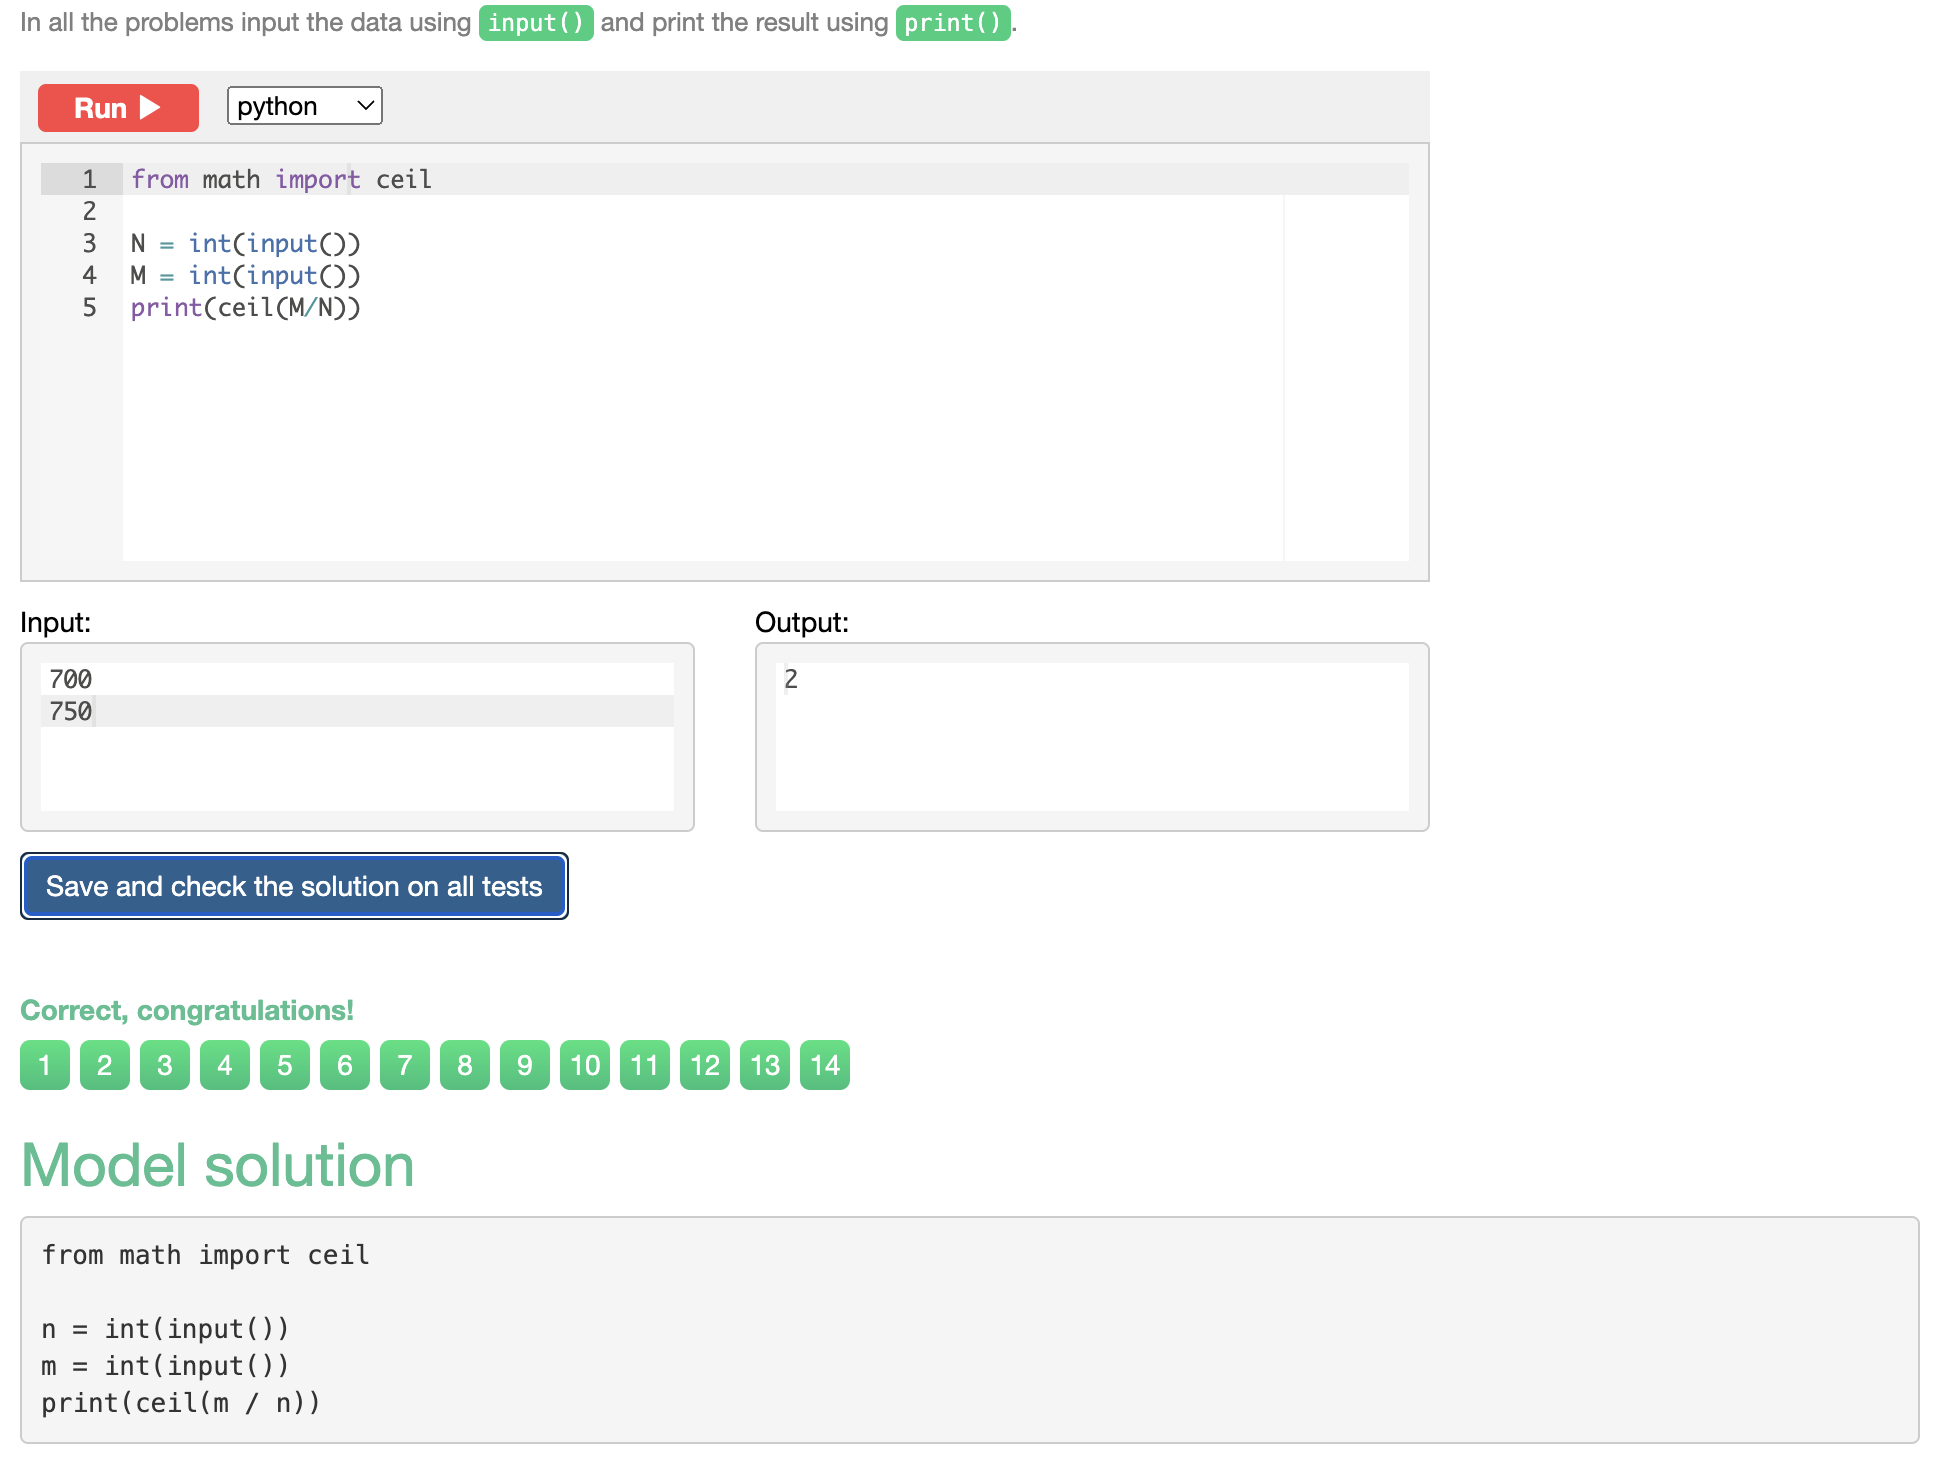 In all the problems input the data using input() and print the result using print().
Run
python
1 from math import ceil
2
3 N = int(input())
4 M = int(input())
5 print(ceil(M/N))
Input:
Output:
700
750
2
Save and check the solution on all tests
Correct, congratulations!
1 2 3 4 5 6 7 8 9 10 11 12 13 14
Model solution
from math import ceil
n = int(input())
m = int(input())
print(ceil(m / n))